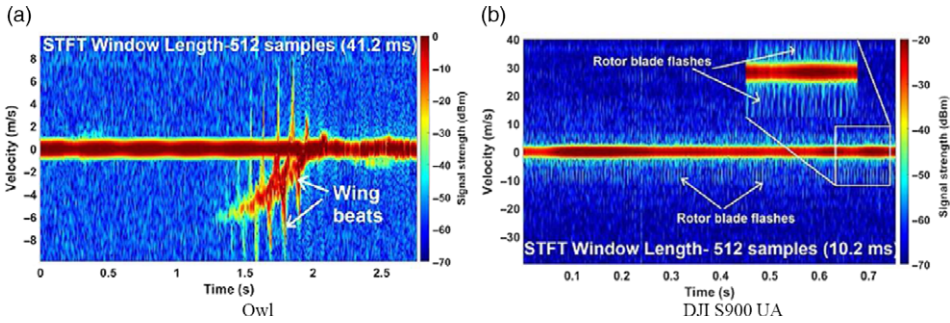 (a)
STFT Window Length-512 samples (41.2 ms)
Velocity (m/s)
8
6
4
2
0
-2
-4
-6
-8
Wing
beats
0
0.5
1
1.5
2
2.5
Time (s)
0
-10
-20
-30
-40
-50
-60
-70
Signal strength (dBm)
Owl
(b)
Velocity (m/s)
40
30
20
10
0
-10
-20
-30
Rotor blade flashes
Rotor blade flashes
STFT Window Length- 512 samples (10.2 ms)
0.1
0.2
0.3
0.4
0.5
0.6
0.7
Time (s)
-20
-30
-40
-50
-60
-70
Signal strength (dBm)
DJI S900 UA